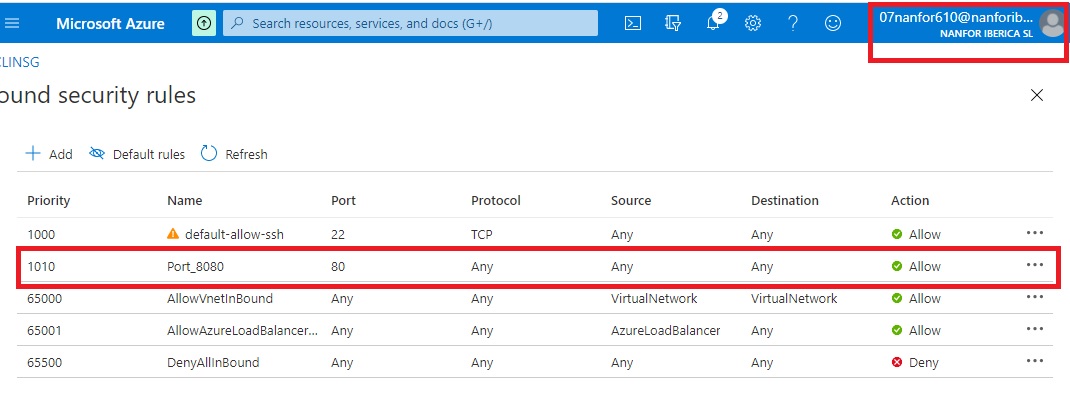 Microsoft Azure
Search resources, services, and docs (G+/)
2
07nanfor610@nanforib...
NANFOR IBERICA SL
CLINSG
ound security rules
Add Default rules Refresh
Priority Name Port Protocol Source Destination Action
1000 default-allow-ssh 22 TCP Any Any Allow
1010 Port_8080 80 Any Any Any Allow
65000 AllowVnetInBound Any Any VirtualNetwork VirtualNetwork Allow
65001 AllowAzureLoadBalancer... Any Any AzureLoadBalancer Any Allow
65500 DenyAllInBound Any Any Any Any Deny